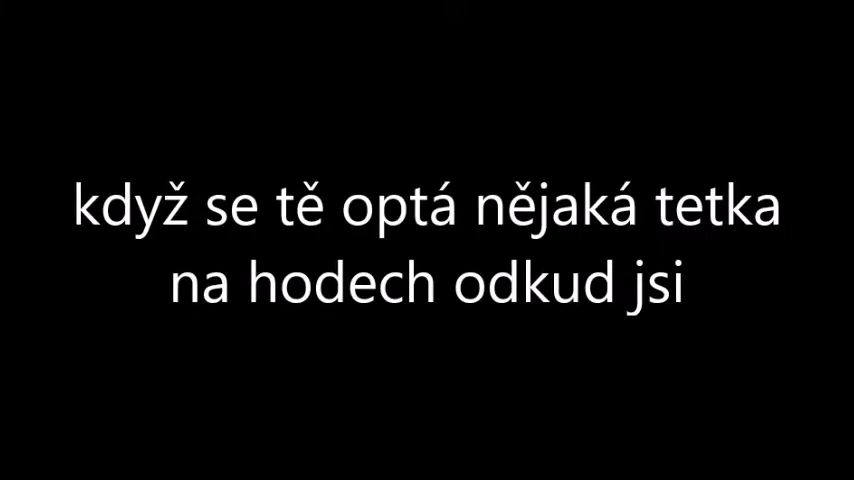 když se tě optá nějaká tetka
na hodech odkud jsi